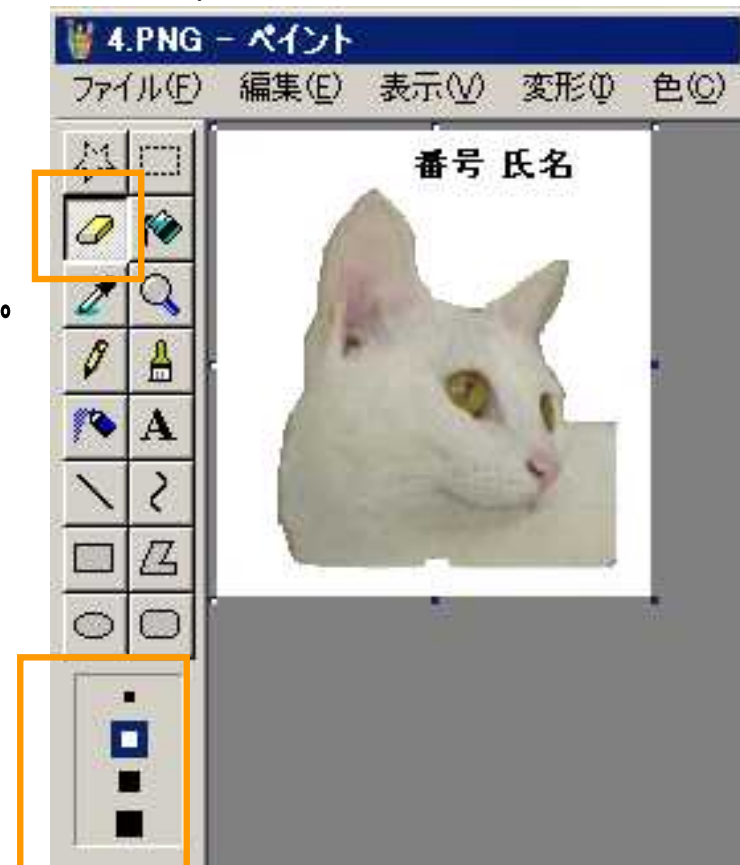 4.PNG - ペイント
ファイル(F) 編集(E) 表示(V) 変形(I) 色(C)
番号 氏名
A
。